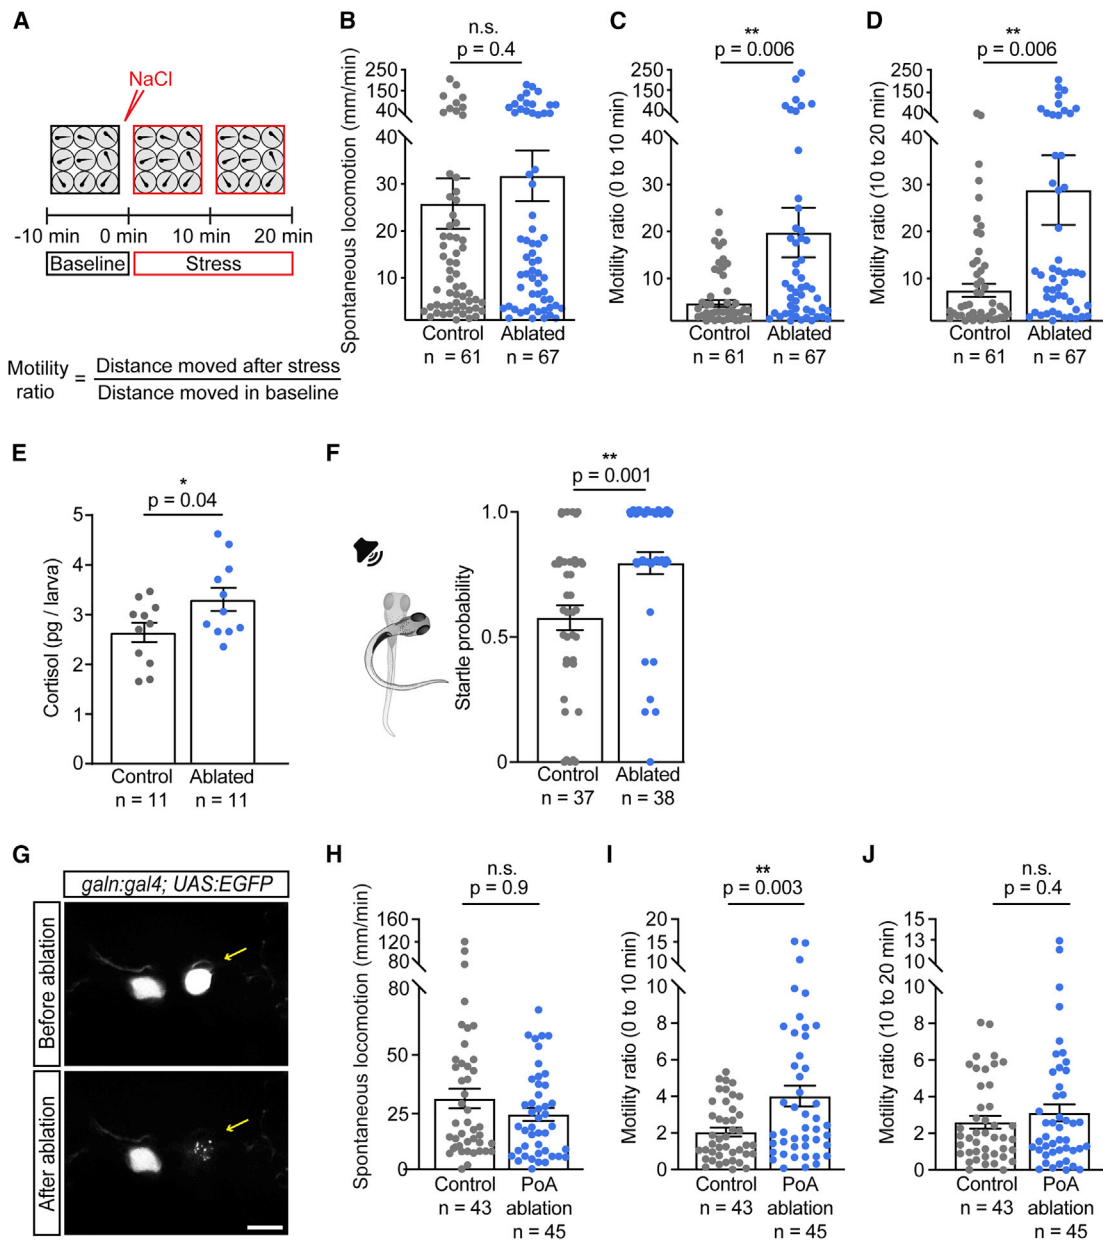 A
NaCl
-10 min 0 min 10 min 20 min
Baseline Stress
Motility ratio = Distance moved after stress
Distance moved in baseline
B
n.s.
p = 0.4
Spontaneous locomotion (mm/min)
250
150
40
40
30
20
10
Control Ablated
n = 61 n = 67
C
**
p = 0.006
Motility ratio (0 to 10 min)
250
150
40
40
30
20
10
Control Ablated
n = 61 n = 67
D
**
p = 0.006
Motility ratio (10 to 20 min)
250
150
40
40
30
20
10
Control Ablated
n = 61 n = 67
E
*
p = 0.04
Cortisol (pg / larva)
5
4
3
2
1
0
Control Ablated
n = 11 n = 11
F
**
p = 0.001
Startle probability
1.0
0.5
0
Control Ablated
n = 37 n = 38
G
galn:gal4; UAS:EGFP
Before ablation
After ablation
H
n.s.
p = 0.9
Spontaneous locomotion (mm/min)
160
120
80
80
50
25
0
Control PoA
n = 43 ablation
n = 45
I
**
p = 0.003
Motility ratio (0 to 10 min)
20
15
10
8
6
4
2
0
Control PoA
n = 43 ablation
n = 45
J
n.s.
p = 0.4
Motility ratio (10 to 20 min)
15
13
10
8
6
4
2
0
Control PoA
n = 43 ablation
n = 45